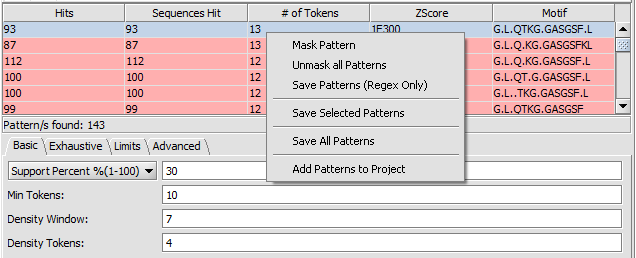 Hits Sequences Hit # of Tokens ZScore Motif
93 93 13 1E300 G.L.QTKG.GASGSF.L
87 87 13 G.L..KG.GASGSFKL
112 112 12 G.L.Q.KG.GASGSF.L
100 100 12 G.L.QT.G.GASGSF.L
100 100 12 G.L..TKG.GASGSF.L
99 99 12 G.L.QTKG.GASGSF
Mask Pattern
Unmask all Patterns
Save Patterns (Regex Only)
Save Selected Patterns
Save All Patterns
Add Patterns to Project
Pattern/s found: 143
Basic Exhaustive Limits Advanced
Support Percent %(1-100) 30
Min Tokens: 10
Density Window: 7
Density Tokens: 4